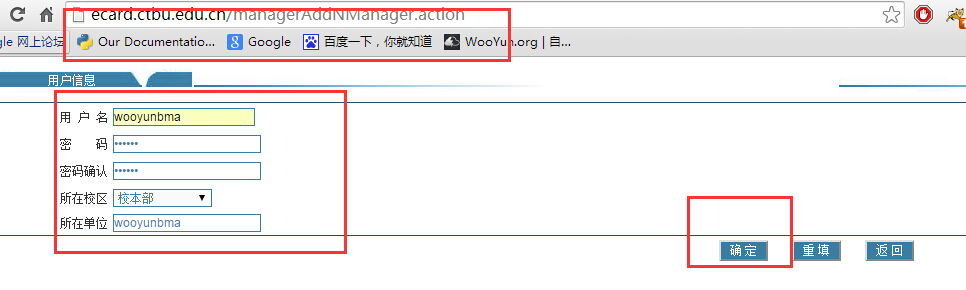 ecard.ctbu.edu.cn/managerAddNManager.action
gle 网上论坛 Our Documentatio... Google 百度一下，你就知道 WooYun.org | 自...
用户信息
用 户 名 wooyunbma
密 码 ••••••
密码确认 ••••••
所在校区 校本部
所在单位 wooyunbma
确 定 重 填 返 回